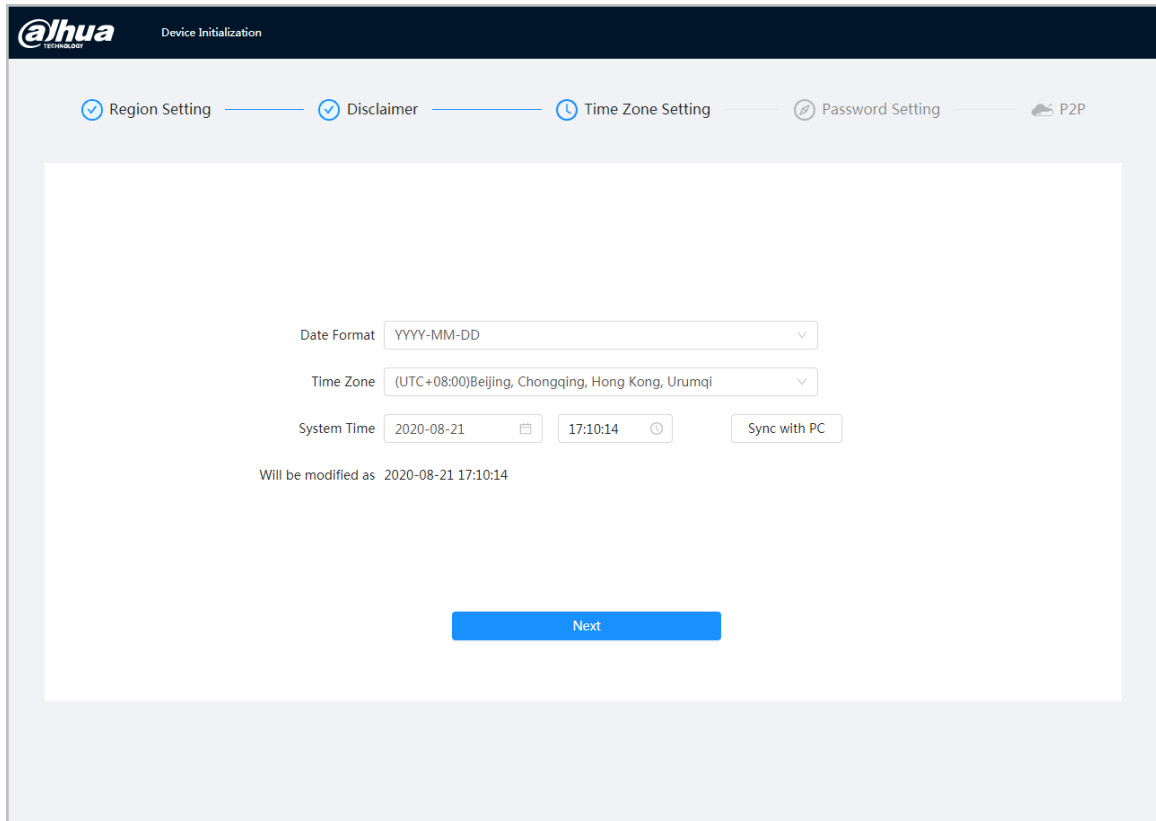 alhua
TECHNOLOGY
Device Initialization
Region Setting
Disclaimer
Time Zone Setting
Password Setting
P2P
Date Format YYYY-MM-DD
Time Zone (UTC+08:00)Beijing, Chongqing, Hong Kong, Urumqi
System Time 2020-08-21 17:10:14 Sync with PC
Will be modified as 2020-08-21 17:10:14
Next